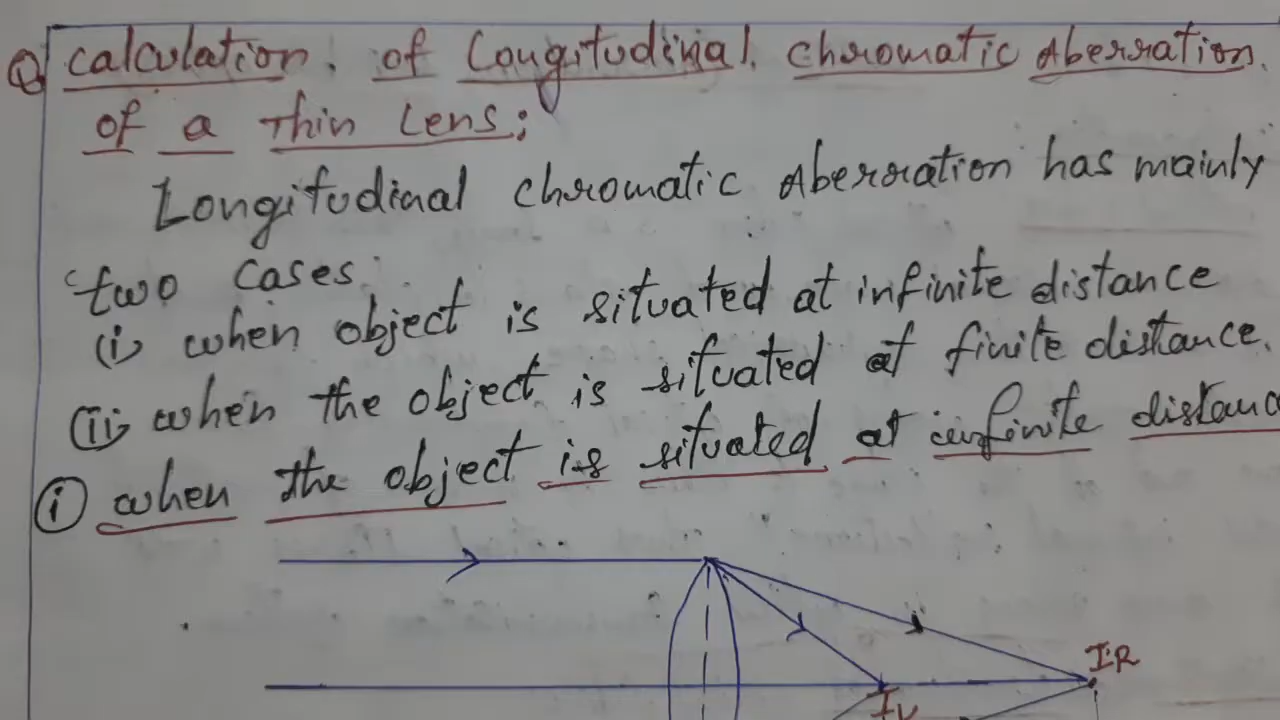 Q calculation. of Longitudinal. chromatic Aberration.
of a Thin Lens:
Longitudinal chromatic Aberration has mainly
two cases:
(i) when object is situated at infinite distance
(ii) when the object is situated at finite distance.
(i) when the object is situated at infinite distanc
IR
Iv